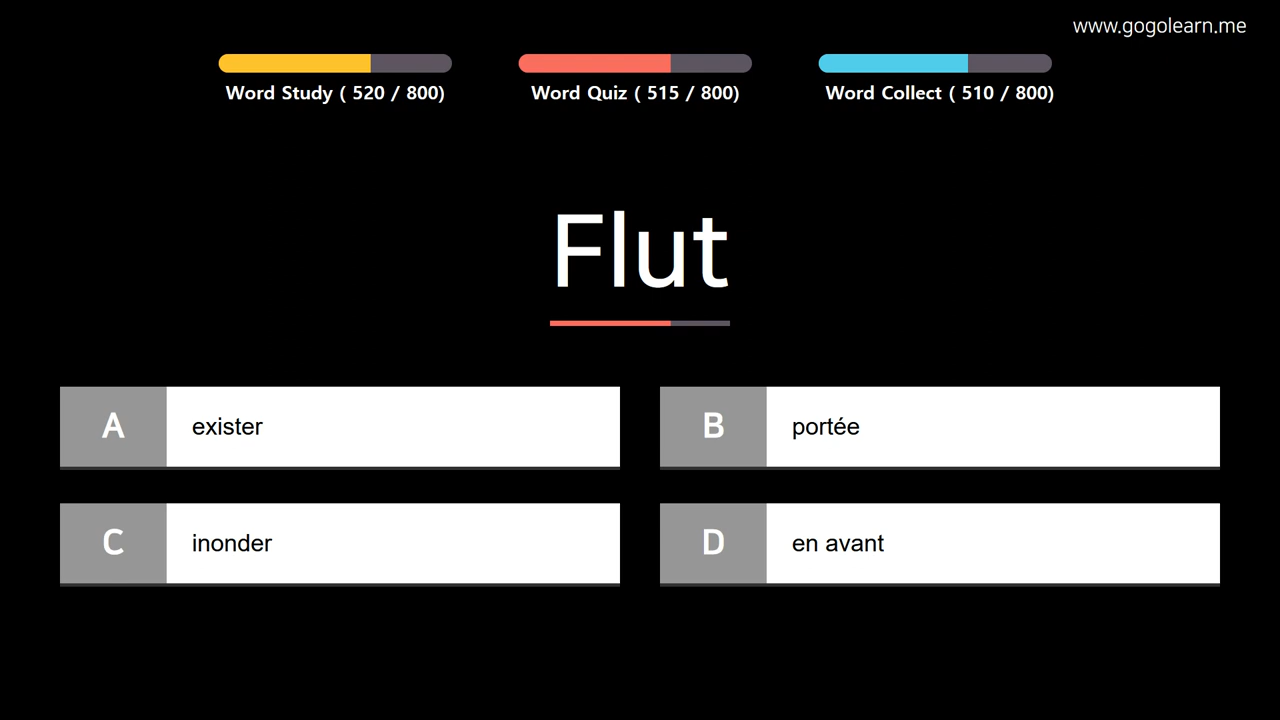 www.gogolearn.me
Word Study ( 520 / 800)
Word Quiz ( 515 / 800)
Word Collect ( 510 / 800)
Flut
A exister
B portée
C inonder
D en avant